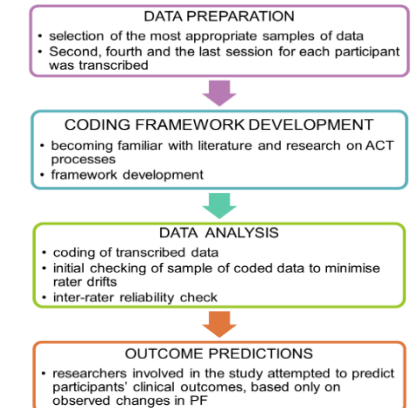 DATA PREPARATION
• selection of the most appropriate samples of data
• Second, fourth and the last session for each participant
was transcribed
CODING FRAMEWORK DEVELOPMENT
• becoming familiar with literature and research on ACT
processes
• framework development
DATA ANALYSIS
• coding of transcribed data
• initial checking of sample of coded data to minimise
rater drifts
• inter-rater reliability check
OUTCOME PREDICTIONS
• researchers involved in the study attempted to predict
participants' clinical outcomes, based only on
observed changes in PF